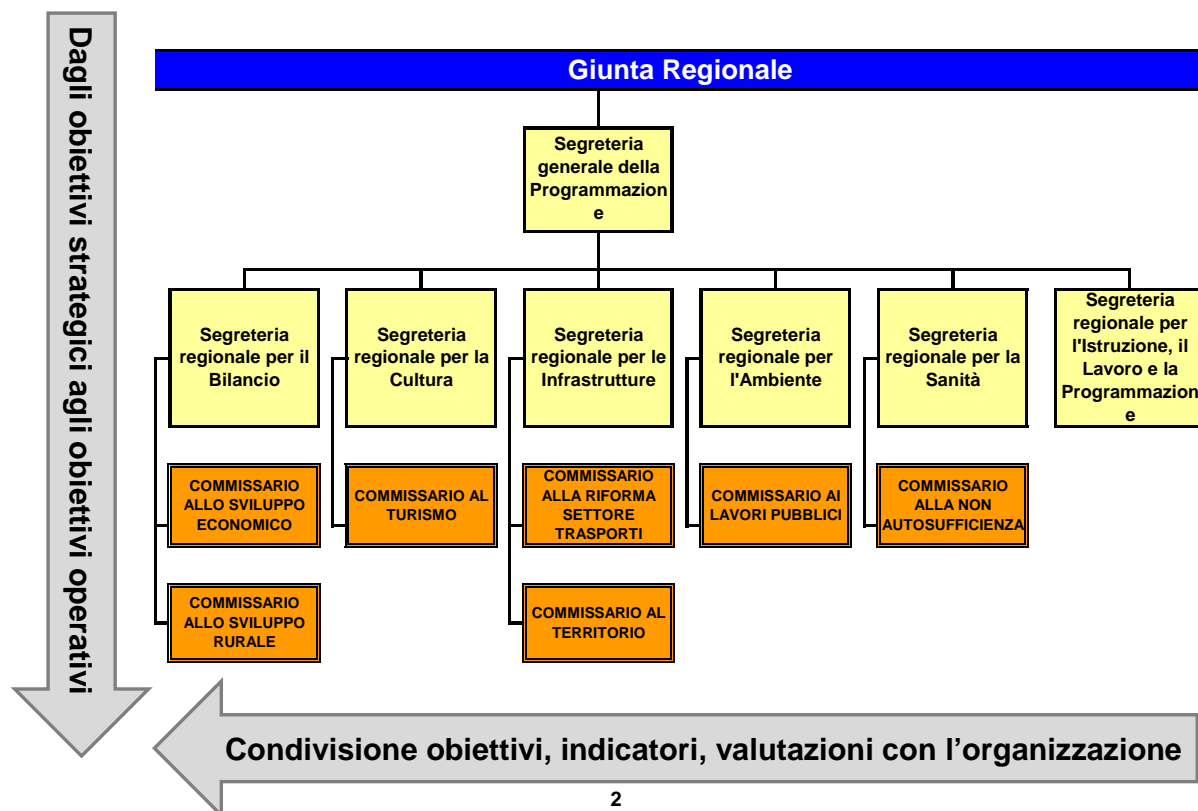 Dagli obiettivi strategici agli obiettivi operativi
Giunta Regionale
Segreteria
generale della
Programmazion
e
Segreteria
regionale per il
Bilancio
Segreteria
regionale per la
Cultura
Segreteria
regionale per le
Infrastrutture
Segreteria
regionale per
l'Ambiente
Segreteria
regionale per la
Sanità
Segreteria
regionale per
l'Istruzione, il
Lavoro e la
Programmazion
e
COMMISSARIO
ALLO SVILUPPO
ECONOMICO
COMMISSARIO AL
TURISMO
COMMISSARIO
ALLA RIFORMA
SETTORE
TRASPORTI
COMMISSARIO AI
LAVORI PUBBLICI
COMMISSARIO
ALLA NON
AUTOSUFFICIENZA
COMMISSARIO
ALLO SVILUPPO
RURALE
COMMISSARIO AL
TERRITORIO
Condivisione obiettivi, indicatori, valutazioni con l’organizzazione
2